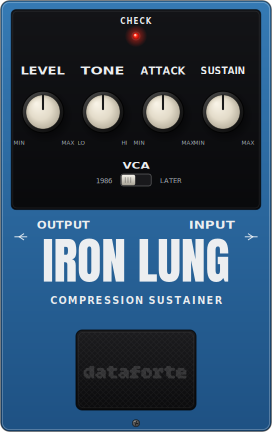 CHECK
LEVEL TONE ATTACK SUSTAIN
MIN MAX LO HI MIN MAX MIN MAX
VCA
1986 LATER
OUTPUT INPUT
IRON LUNG
COMPRESSION SUSTAINER
dataforte